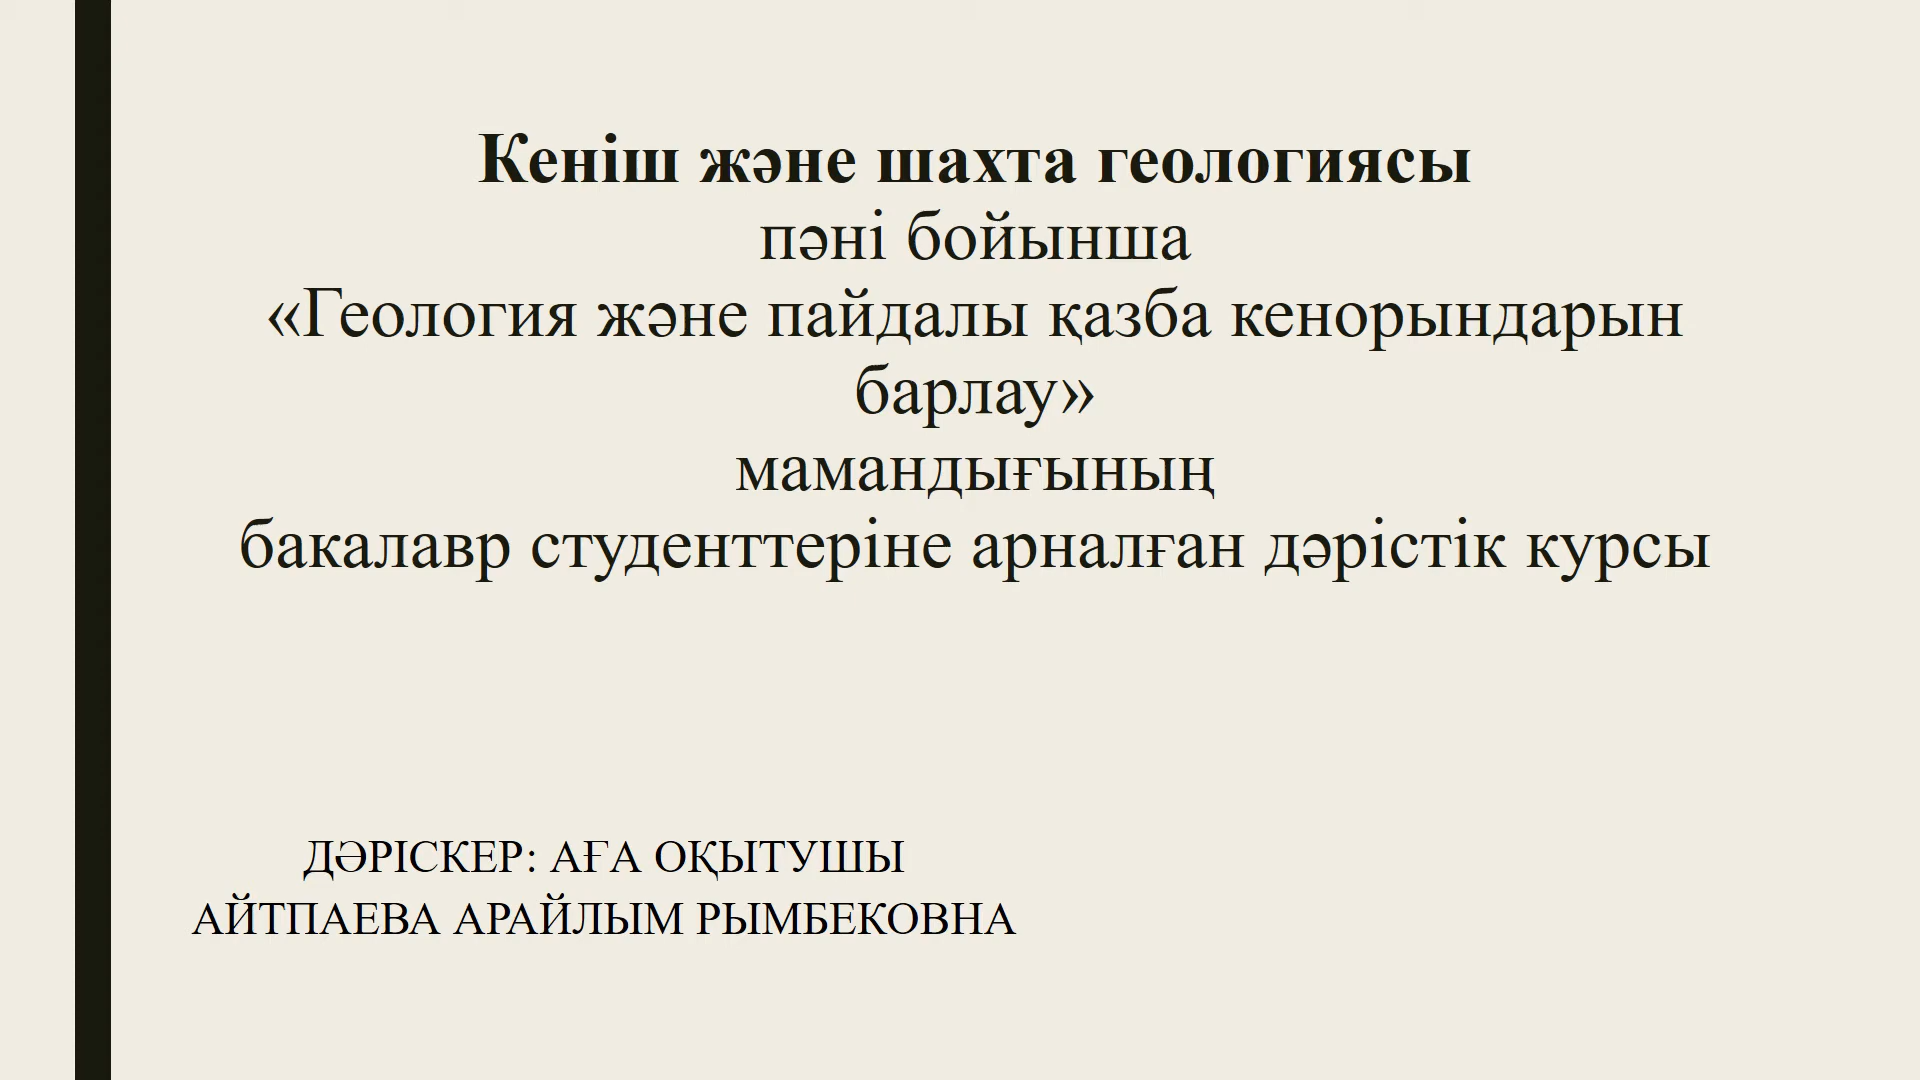 Кеніш және шахта геологиясы
пәні бойынша
«Геология және пайдалы қазба кенорындарын
барлау»
мамандығының
бакалавр студенттеріне арналған дәрістік курсы
ДӘРІСКЕР: АҒА ОҚЫТУШЫ
АЙТПАЕВА АРАЙЛЫМ РЫМБЕКОВНА